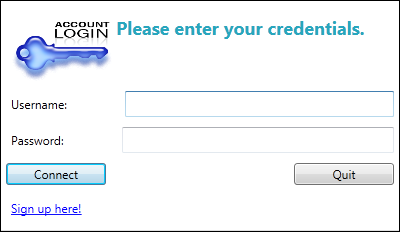 ACCOUNT
LOGIN
Please enter your credentials.
Username:
Password:
Connect
Quit
Sign up here!